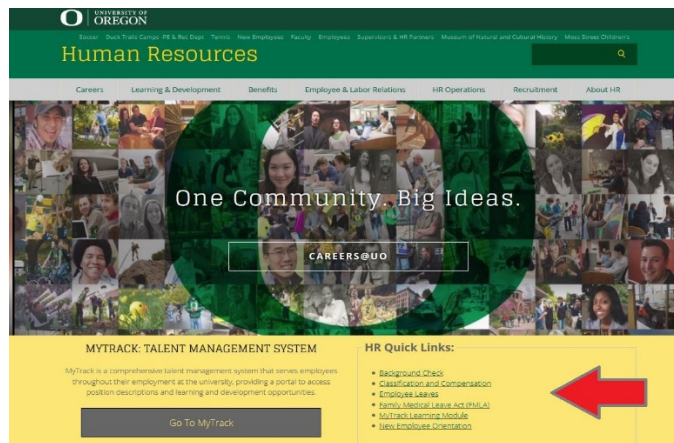 UNIVERSITY OF
OREGON
Soccer Duck Trails Camps PE & Rec Dept Tennis New Employees Faculty Employees Supervisors & HR Partners Museum of Natural and Cultural History Moss Street Children's
Human Resources
Careers Learning & Development Benefits Employee & Labor Relations HR Operations Recruitment About HR
One Community. Big Ideas.
CAREERS@UO
MYTRACK: TALENT MANAGEMENT SYSTEM
MyTrack is a comprehensive talent management system that serves employees
throughout their employment at the university, providing a portal to access
position descriptions and learning and development opportunities.
Go To MyTrack
HR Quick Links:
Background Check
Classification and Compensation
Employee Leaves
Family Medical Leave Act (FMLA)
MyTrack Learning Module
New Employee Orientation